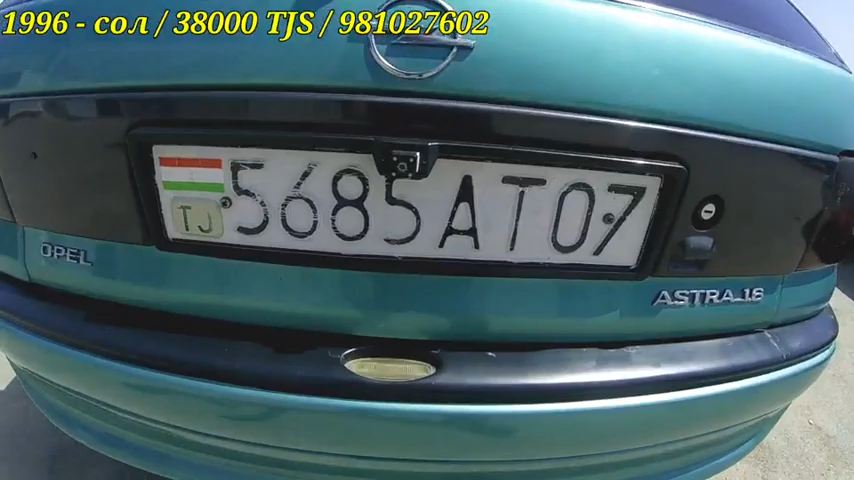 1996 - сол / 38000 TJS / 981027602
TJ 5685AT07
OPEL
ASTRA 1.6